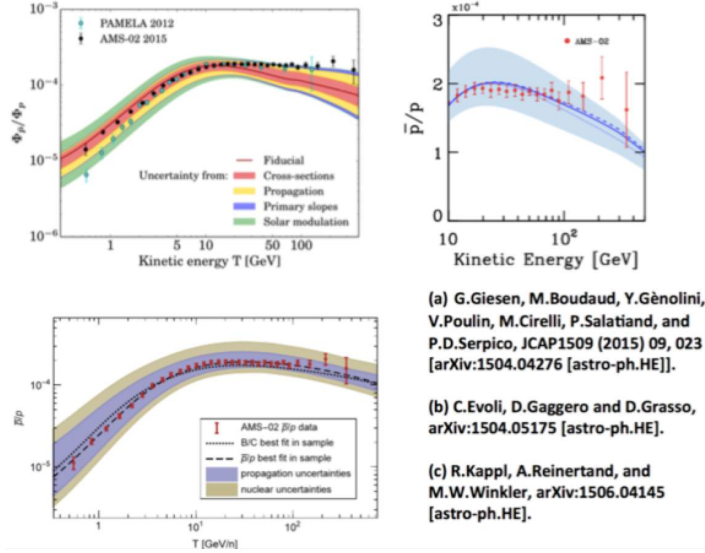 10⁻³
10⁻⁴
10⁻⁵
10⁻⁶
Φp̄/Φp
PAMELA 2012
AMS-02 2015
Fiducial
Uncertainty from:
Cross-sections
Propagation
Primary slopes
Solar modulation
1 5 10 50 100
Kinetic energy T [GeV]
×10⁻⁴
4
3
2
1
0
p̄/p
AMS-02
10 10²
Kinetic Energy [GeV]
10⁻⁴
10⁻⁵
p̄/p
AMS-02 p̄/p data
B/C best fit in sample
p̄/p best fit in sample
propagation uncertainties
nuclear uncertainties
1 10¹ 10²
T [GeV/n]
(a) G.Giesen, M.Boudaud, Y.Gènolini,
V.Poulin, M.Cirelli, P.Salatiand, and
P.D.Serpico, JCAP1509 (2015) 09, 023
[arXiv:1504.04276 [astro-ph.HE]].
(b) C.Evoli, D.Gaggero and D.Grasso,
arXiv:1504.05175 [astro-ph.HE].
(c) R.Kappl, A.Reinertand, and
M.W.Winkler, arXiv:1506.04145
[astro-ph.HE].